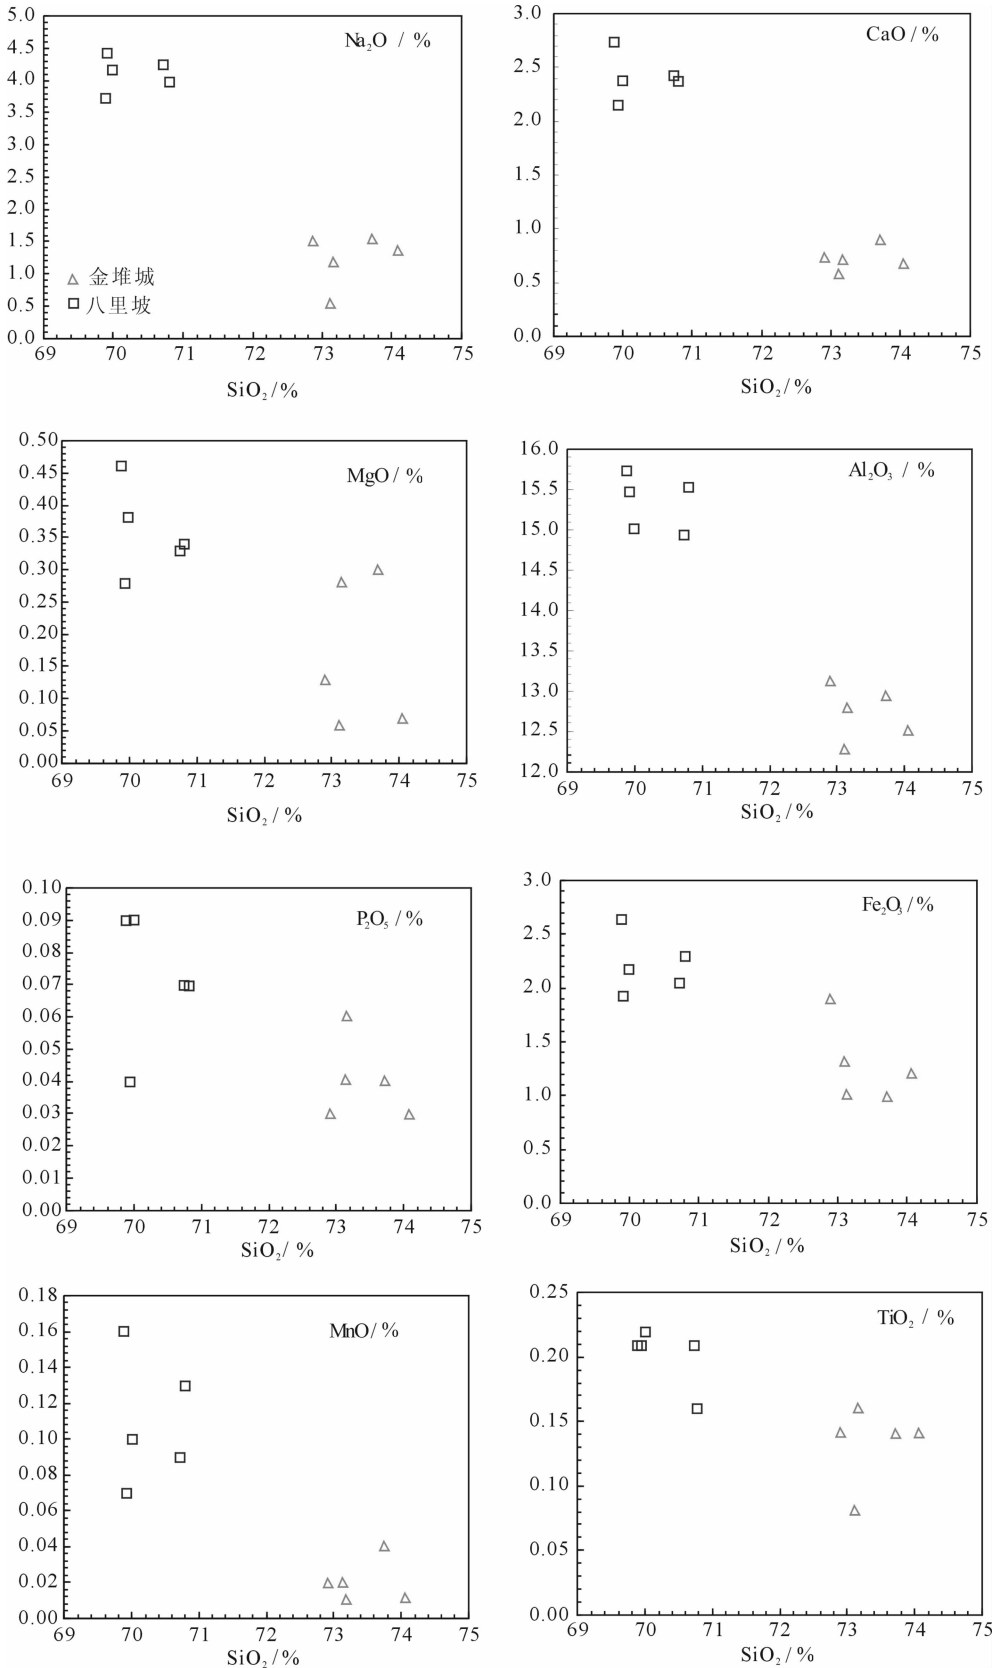 5.0
4.5
4.0
3.5
3.0
2.5
2.0
1.5
1.0
0.5
0.0
Na₂O / %
金堆城
八里坡
69 70 71 72 73 74 75
SiO₂/%
3.0
2.5
2.0
1.5
1.0
0.5
0.0
CaO/%
69 70 71 72 73 74 75
SiO₂/%
0.50
0.45
0.40
0.35
0.30
0.25
0.20
0.15
0.10
0.05
0.00
MgO/ %
69 70 71 72 73 74 75
SiO₂/ %
16.0
15.5
15.0
14.5
14.0
13.5
13.0
12.5
12.0
Al₂O₃ / %
69 70 71 72 73 74 75
SiO₂/%
0.10
0.09
0.08
0.07
0.06
0.05
0.04
0.03
0.02
0.01
0.00
P₂O₅ /%
69 70 71 72 73 74 75
SiO₂/ %
3.0
2.5
2.0
1.5
1.0
0.5
0.0
Fe₂O₃/%
69 70 71 72 73 74 75
SiO₂ /%
0.18
0.16
0.14
0.12
0.10
0.08
0.06
0.04
0.02
0.00
MnO/%
69 70 71 72 73 74 75
SiO₂ /%
0.25
0.20
0.15
0.10
0.05
0.00
TiO₂ / %
69 70 71 72 73 74 75
SiO₂ /%